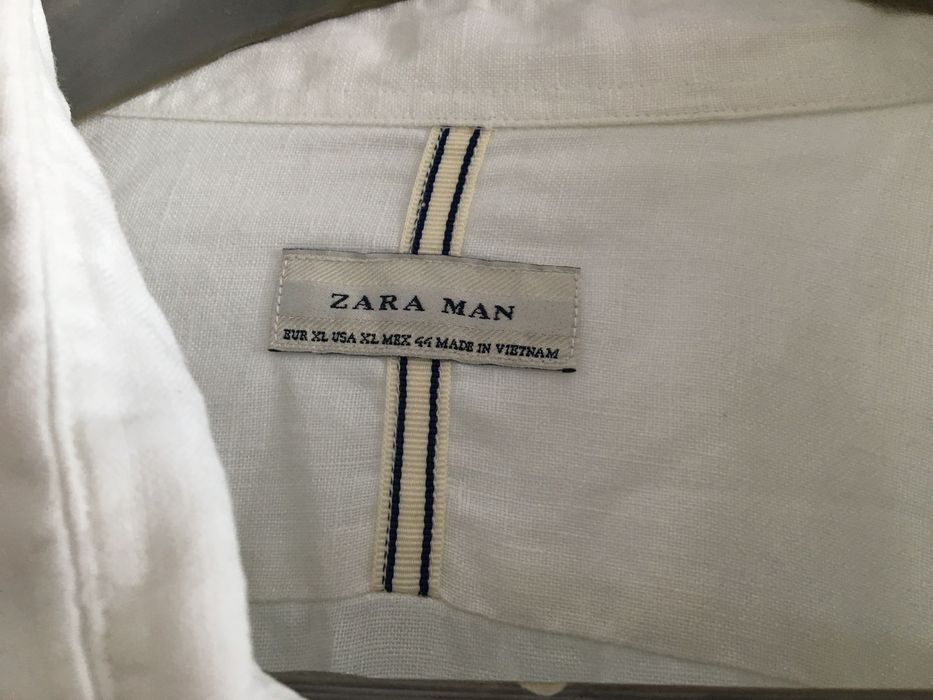 ZARA MAN
EUR XL USA XL MEX 44 MADE IN VIETNAM